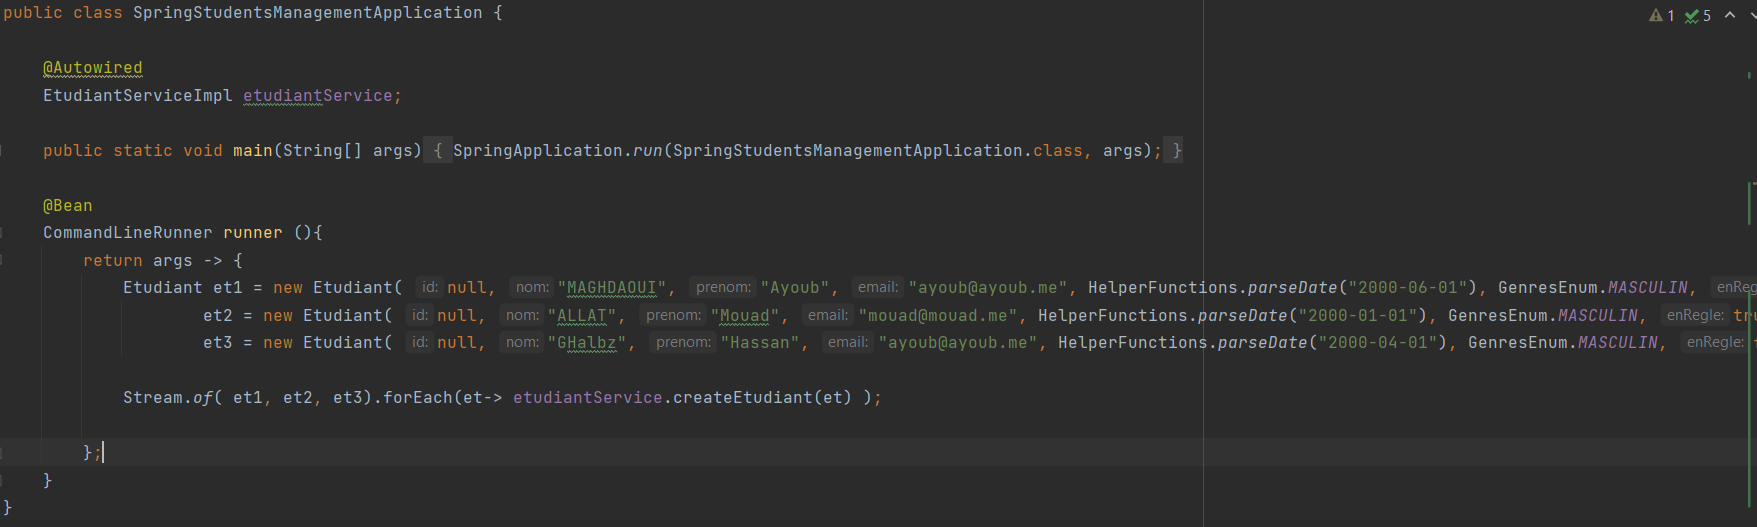 public class SpringStudentsManagementApplication {
1 5
@Autowired
EtudiantServiceImpl etudiantService;
public static void main(String[] args) { SpringApplication.run(SpringStudentsManagementApplication.class, args); }
@Bean
CommandLineRunner runner (){
return args -> {
Etudiant et1 = new Etudiant( id: null, nom: "MAGHDAOUI", prenom: "Ayoub", email: "ayoub@ayoub.me", HelperFunctions.parseDate("2000-06-01"), GenresEnum.MASCULIN, enReg
et2 = new Etudiant( id: null, nom: "ALLAT", prenom: "Mouad", email: "mouad@mouad.me", HelperFunctions.parseDate("2000-01-01"), GenresEnum.MASCULIN, enRegle: tru
et3 = new Etudiant( id: null, nom: "GHalbz", prenom: "Hassan", email: "ayoub@ayoub.me", HelperFunctions.parseDate("2000-04-01"), GenresEnum.MASCULIN, enRegle:
Stream.of( et1, et2, et3).forEach(et-> etudiantService.createEtudiant(et) );
};
}
}